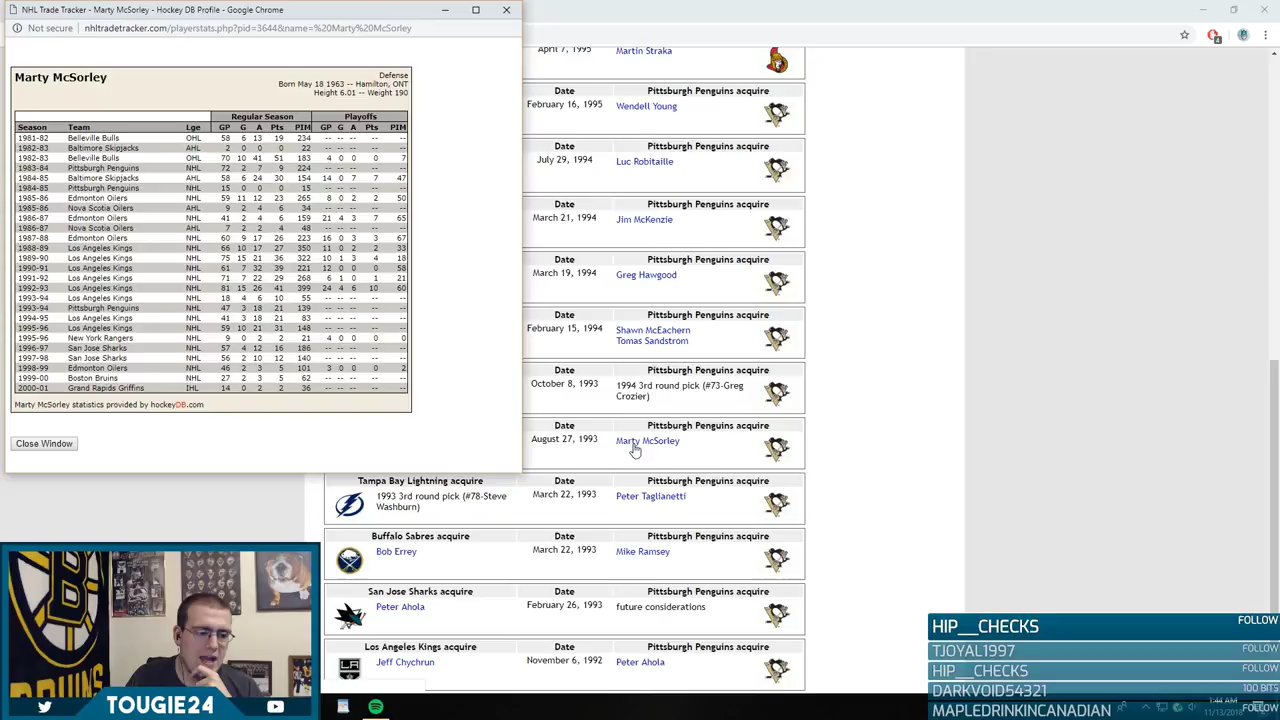 NHL Trade Tracker - Marty McSorley - Hockey DB Profile - Google Chrome
Not secure | nhltradetracker.com/playerstats.php?pid=3644&name=%20Marty%20McSorley
Marty McSorley
Defense
Born May 18 1963 -- Hamilton, ONT
Height 6.01 -- Weight 190
Regular Season Playoffs
Season Team Lge GP G A Pts PIM GP G A Pts PIM
1981-82 Belleville Bulls OHL 58 6 13 19 234 -- -- -- -- --
1982-83 Baltimore Skipjacks AHL 2 0 0 0 22 -- -- -- -- --
1982-83 Belleville Bulls OHL 70 10 41 51 183 4 0 0 0 7
1983-84 Pittsburgh Penguins NHL 72 2 7 9 224 -- -- -- -- --
1984-85 Baltimore Skipjacks AHL 58 6 24 30 154 14 0 7 7 47
1984-85 Pittsburgh Penguins NHL 15 0 0 0 15 -- -- -- -- --
1985-86 Edmonton Oilers NHL 59 11 12 23 265 8 0 2 2 50
1985-86 Nova Scotia Oilers AHL 9 2 4 6 34 -- -- -- -- --
1986-87 Edmonton Oilers NHL 41 2 4 6 159 21 4 3 7 65
1986-87 Nova Scotia Oilers AHL 7 2 2 4 48 -- -- -- -- --
1987-88 Edmonton Oilers NHL 60 9 17 26 223 16 0 3 3 67
1988-89 Los Angeles Kings NHL 66 10 17 27 350 11 0 2 2 33
1989-90 Los Angeles Kings NHL 75 15 21 36 322 10 1 3 4 18
1990-91 Los Angeles Kings NHL 61 7 32 39 221 12 0 0 0 58
1991-92 Los Angeles Kings NHL 71 7 22 29 268 6 1 0 1 21
1992-93 Los Angeles Kings NHL 81 15 26 41 399 24 4 6 10 60
1993-94 Los Angeles Kings NHL 18 4 6 10 55 -- -- -- -- --
1993-94 Pittsburgh Penguins NHL 47 3 18 21 139 -- -- -- -- --
1994-95 Los Angeles Kings NHL 41 3 18 21 83 -- -- -- -- --
1995-96 Los Angeles Kings NHL 59 10 21 31 148 -- -- -- -- --
1995-96 New York Rangers NHL 9 0 2 2 21 4 0 0 0 0
1996-97 San Jose Sharks NHL 57 4 12 16 186 -- -- -- -- --
1997-98 San Jose Sharks NHL 56 2 10 12 140 -- -- -- -- --
1998-99 Edmonton Oilers NHL 46 2 3 5 101 3 0 0 0 2
1999-00 Boston Bruins NHL 27 2 3 5 62 -- -- -- -- --
2000-01 Grand Rapids Griffins IHL 14 0 2 2 36 -- -- -- -- --
Marty McSorley statistics provided by hockeyDB.com
Close Window
April 7, 1995 Martin Straka
Date Pittsburgh Penguins acquire
February 16, 1995 Wendell Young
Date Pittsburgh Penguins acquire
July 29, 1994 Luc Robitaille
Date Pittsburgh Penguins acquire
March 21, 1994 Jim McKenzie
Date Pittsburgh Penguins acquire
March 19, 1994 Greg Hawgood
Date Pittsburgh Penguins acquire
February 15, 1994 Shawn McEachern
Tomas Sandstrom
Date Pittsburgh Penguins acquire
October 8, 1993 1994 3rd round pick (#73-Greg
Crozier)
Date Pittsburgh Penguins acquire
August 27, 1993 Marty McSorley
Tampa Bay Lightning acquire Date Pittsburgh Penguins acquire
1993 3rd round pick (#78-Steve
Washburn) March 22, 1993 Peter Taglianetti
Buffalo Sabres acquire Date Pittsburgh Penguins acquire
Bob Errey March 22, 1993 Mike Ramsey
San Jose Sharks acquire Date Pittsburgh Penguins acquire
Peter Ahola February 26, 1993 future considerations
Los Angeles Kings acquire Date Pittsburgh Penguins acquire
Jeff Chychrun November 6, 1992 Peter Ahola
BRUINS
TOUGIE24
HIP__CHECKS FOLLOW
TJOYAL1997 FOLLOW
HIP__CHECKS FOLLOW
DARKVOID54321 100 BITS
MAPLEDRINKINCANADIAN FOLLOW
1:44 AM
11/13/2018